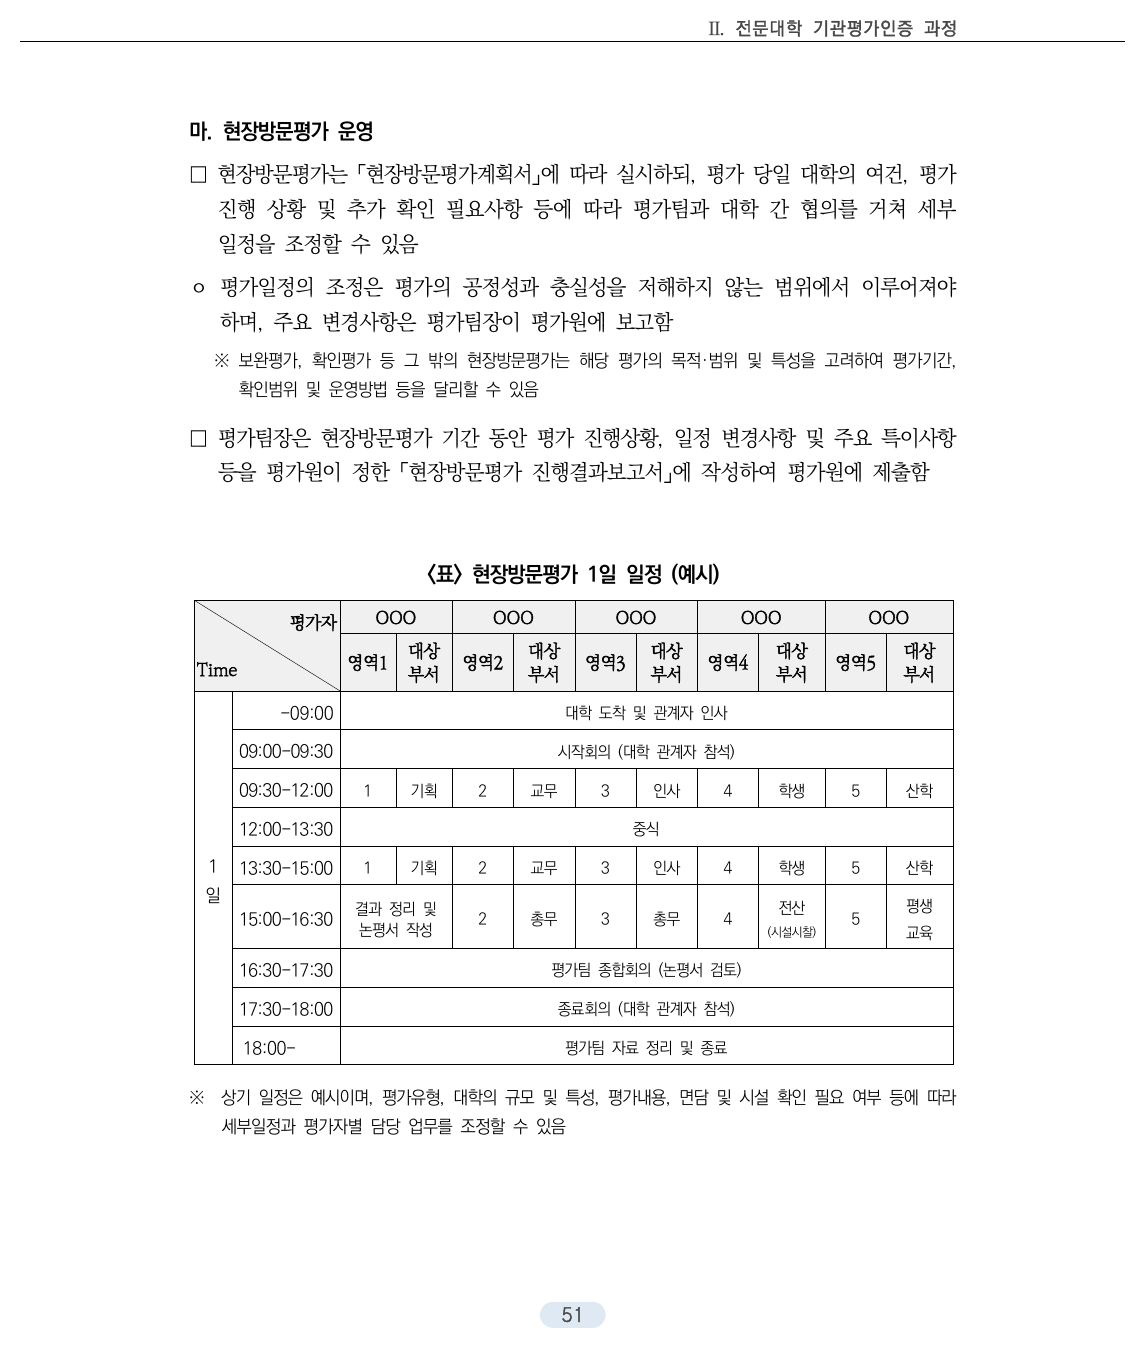 Ⅱ. 전문대학 기관평가인증 과정
마. 현장방문평가 운영
□ 현장방문평가는 「현장방문평가계획서」에 따라 실시하되, 평가 당일 대학의 여건, 평가
진행 상황 및 추가 확인 필요사항 등에 따라 평가팀과 대학 간 협의를 거쳐 세부
일정을 조정할 수 있음
ㅇ 평가일정의 조정은 평가의 공정성과 충실성을 저해하지 않는 범위에서 이루어져야
하며, 주요 변경사항은 평가팀장이 평가원에 보고함
※ 보완평가, 확인평가 등 그 밖의 현장방문평가는 해당 평가의 목적·범위 및 특성을 고려하여 평가기간,
확인범위 및 운영방법 등을 달리할 수 있음
□ 평가팀장은 현장방문평가 기간 동안 평가 진행상황, 일정 변경사항 및 주요 특이사항
등을 평가원이 정한 「현장방문평가 진행결과보고서」에 작성하여 평가원에 제출함
〈표〉 현장방문평가 1일 일정 (예시)
평가자 OOO OOO OOO OOO OOO
Time 영역1 대상 부서 영역2 대상 부서 영역3 대상 부서 영역4 대상 부서 영역5 대상 부서
1일
-09:00 대학 도착 및 관계자 인사
09:00-09:30 시작회의 (대학 관계자 참석)
09:30-12:00 1 기획 2 교무 3 인사 4 학생 5 산학
12:00-13:30 중식
13:30-15:00 1 기획 2 교무 3 인사 4 학생 5 산학
15:00-16:30 결과 정리 및 논평서 작성 2 총무 3 총무 4 전산 (시설시찰) 5 평생 교육
16:30-17:30 평가팀 종합회의 (논평서 검토)
17:30-18:00 종료회의 (대학 관계자 참석)
18:00- 평가팀 자료 정리 및 종료
※ 상기 일정은 예시이며, 평가유형, 대학의 규모 및 특성, 평가내용, 면담 및 시설 확인 필요 여부 등에 따라
세부일정과 평가자별 담당 업무를 조정할 수 있음
51